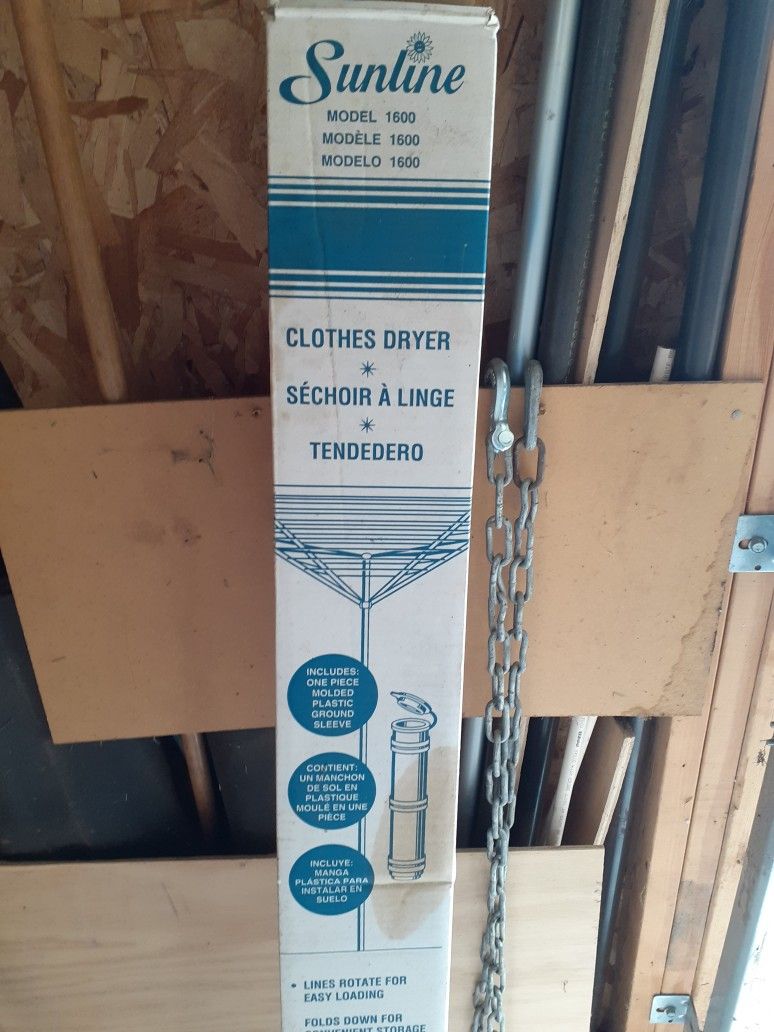 Sunline
MODEL 1600
MODÈLE 1600
MODELO 1600
CLOTHES DRYER
*
SÉCHOIR À LINGE
*
TENDEDERO
INCLUDES:
ONE PIECE
MOLDED
PLASTIC
GROUND
SLEEVE
CONTIENT:
UN MANCHON
DE SOL EN
PLASTIQUE
MOULÉ EN UNE
PIÈCE
INCLUYE:
MANGA
PLÁSTICA PARA
INSTALAR EN
SUELO
• LINES ROTATE FOR
EASY LOADING
FOLDS DOWN FOR
CONVENIENT STORAGE